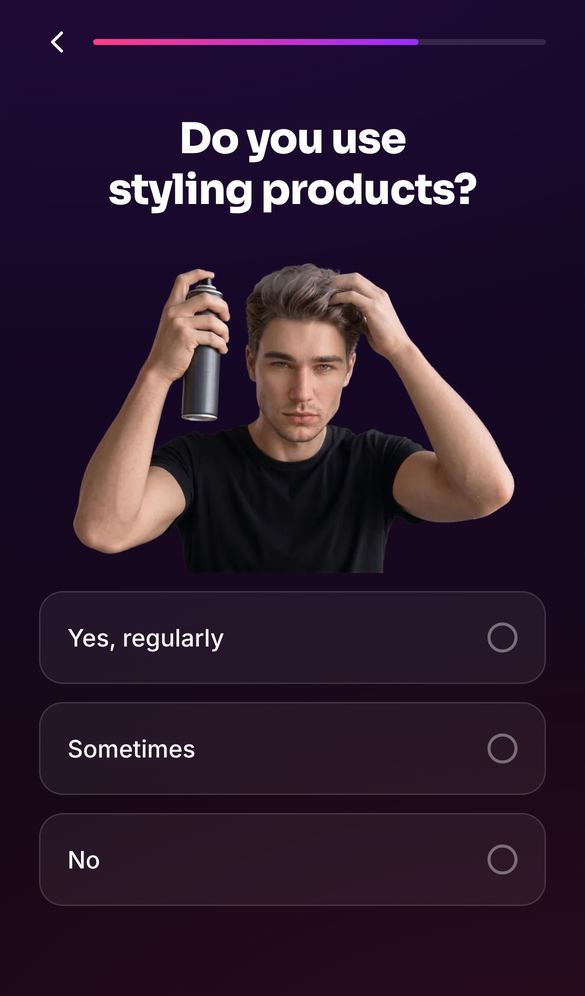 Do you use
styling products?
Yes, regularly
Sometimes
No